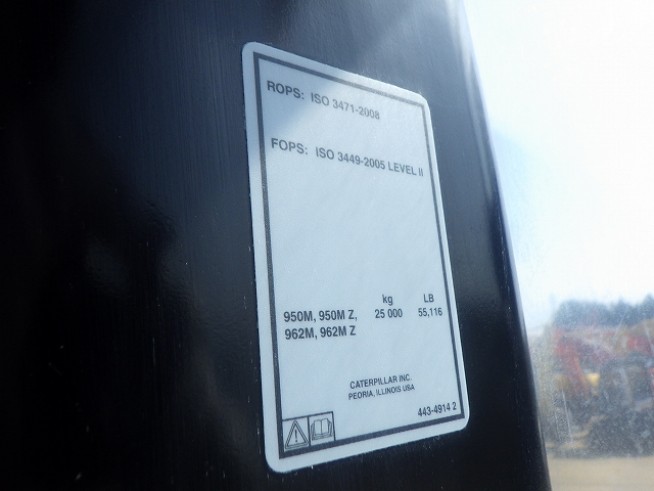 ROPS: ISO 3471-2008
FOPS: ISO 3449-2005 LEVEL II
kg LB
950M, 950M Z, 25 000 55,116
962M, 962M Z
CATERPILLAR INC.
PEORIA, ILLINOIS USA
443-4914 2